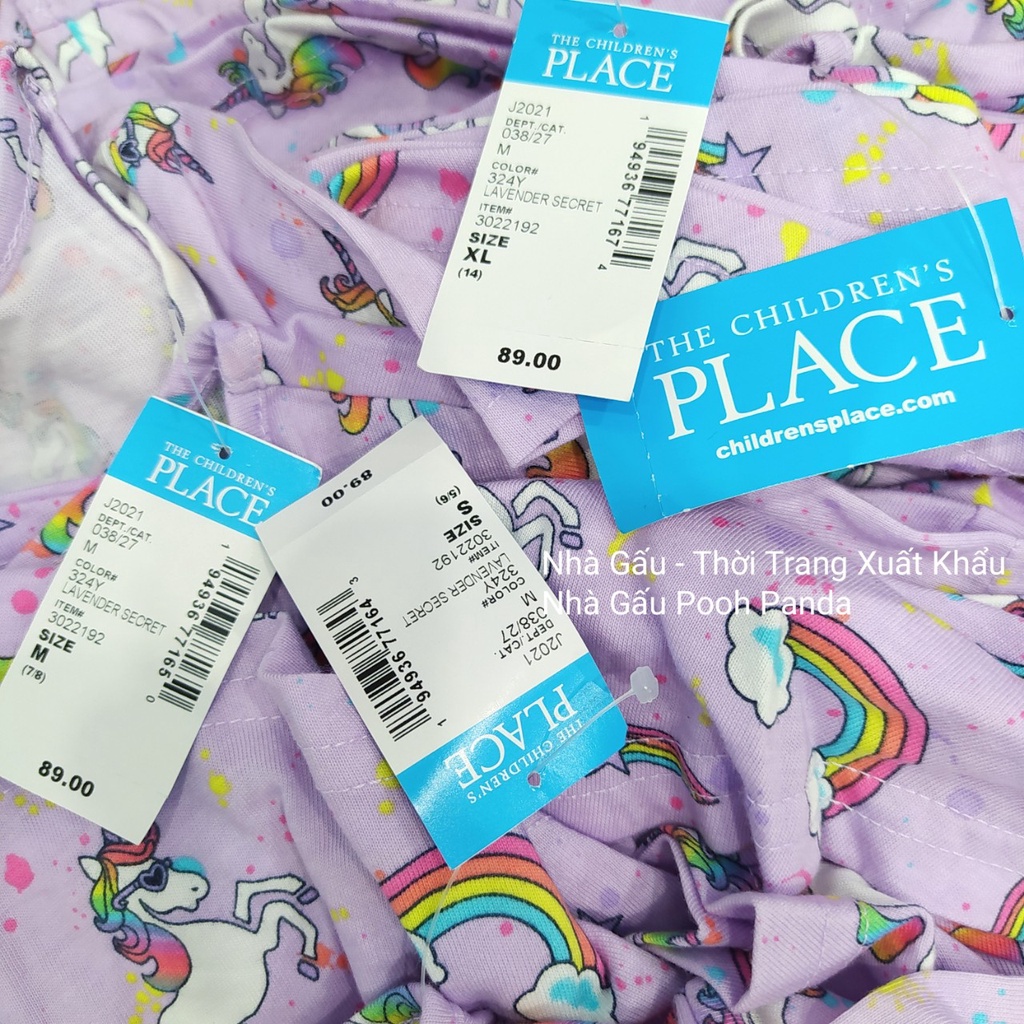 THE CHILDREN'S
PLACE
J2021
DEPT./CAT.
038/27
M
COLOR#
324Y
LAVENDER SECRET
ITEM#
3022192
SIZE
XL
(14)
1 94936 77167 4
89.00
THE CHILDREN'S
PLACE
childrensplace.com
THE CHILDREN'S
PLACE
J2021
DEPT./CAT.
038/27
M
COLOR#
324Y
LAVENDER SECRET
ITEM#
3022192
SIZE
M
(7/8)
1 94936 77165 0
89.00
THE CHILDREN'S
PLACE
J2021
DEPT./CAT.
038/27
M
COLOR#
324Y
LAVENDER SECRET
ITEM#
3022192
SIZE
S
(5/6)
1 94936 77164 3
89.00
Nhà Gấu - Thời Trang Xuất Khẩu
Nhà Gấu Pooh Panda